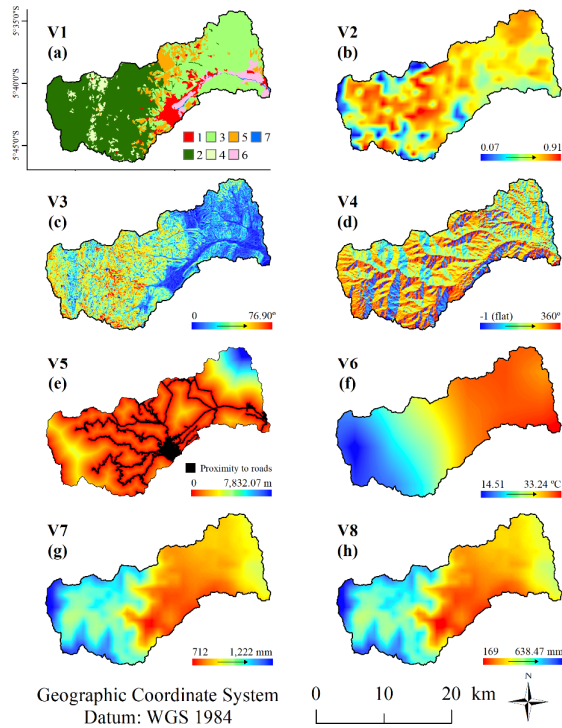 V1
(a)
5°35'0"S
5°40'0"S
5°45'0"S
1 3 5 7
2 4 6
V2
(b)
0.07 0.91
V3
(c)
0 76.90°
V4
(d)
-1 (flat) 360°
V5
(e)
Proximity to roads
0 7,832.07 m
V6
(f)
14.51 33.24 °C
V7
(g)
712 1,222 mm
V8
(h)
169 638.47 mm
Geographic Coordinate System
Datum: WGS 1984
0 10 20 km
N